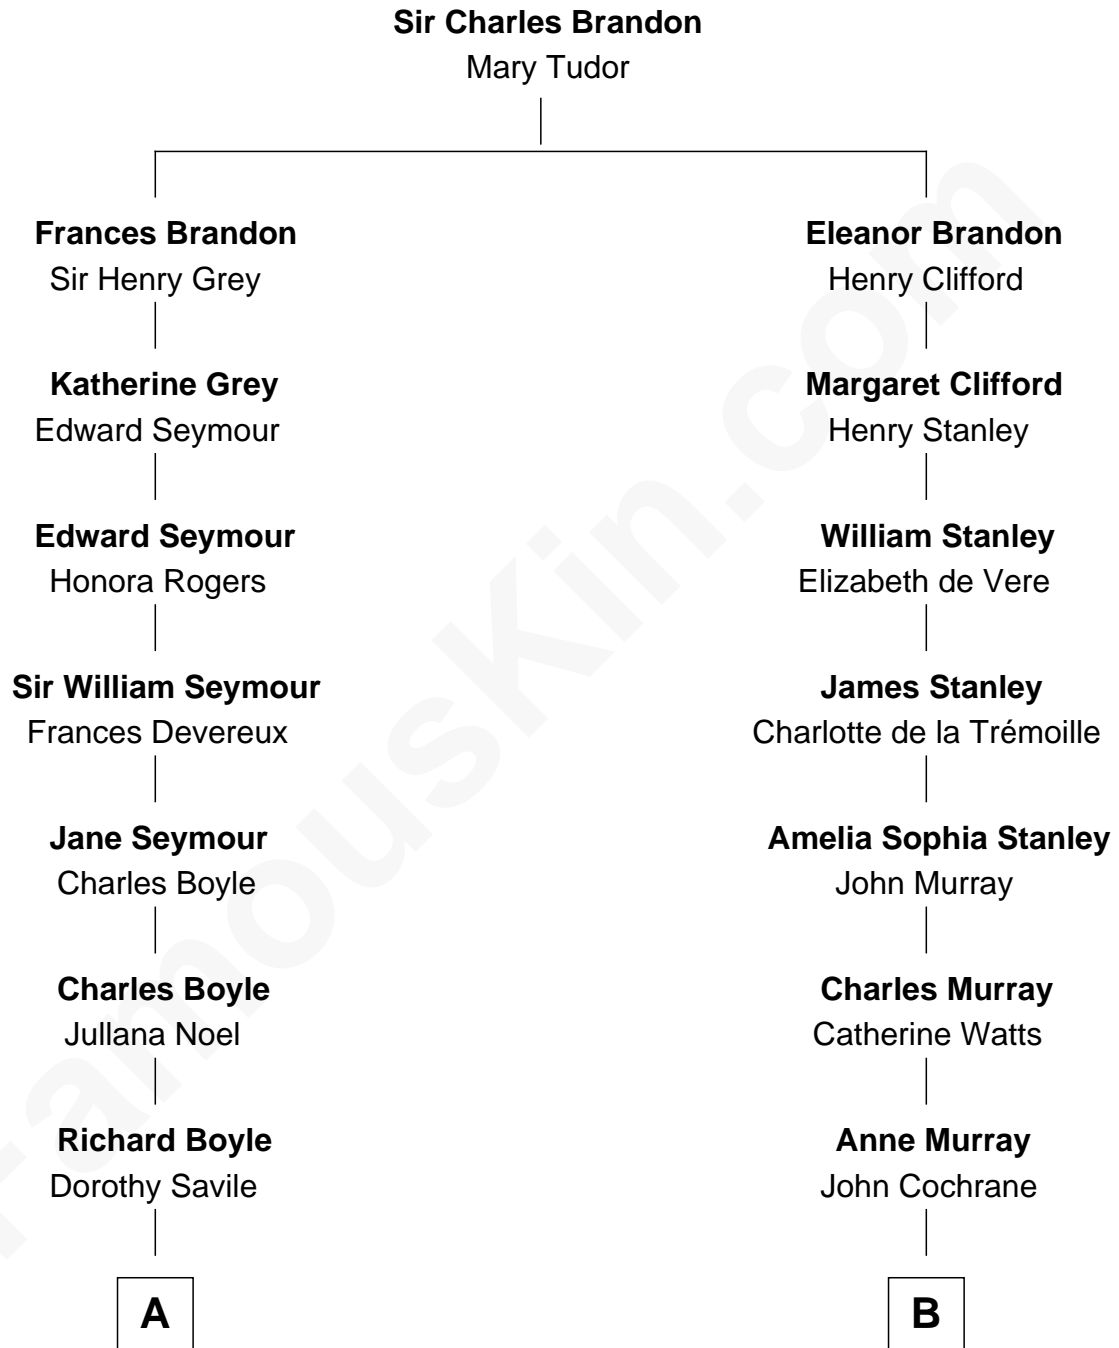 Sir Charles Brandon
Mary Tudor
Frances Brandon
Sir Henry Grey
Katherine Grey
Edward Seymour
Edward Seymour
Honora Rogers
Sir William Seymour
Frances Devereux
Jane Seymour
Charles Boyle
Charles Boyle
Jullana Noel
Richard Boyle
Dorothy Savile
A
Eleanor Brandon
Henry Clifford
Margaret Clifford
Henry Stanley
William Stanley
Elizabeth de Vere
James Stanley
Charlotte de la Trémoille
Amelia Sophia Stanley
John Murray
Charles Murray
Catherine Watts
Anne Murray
John Cochrane
B
FamousKin.com